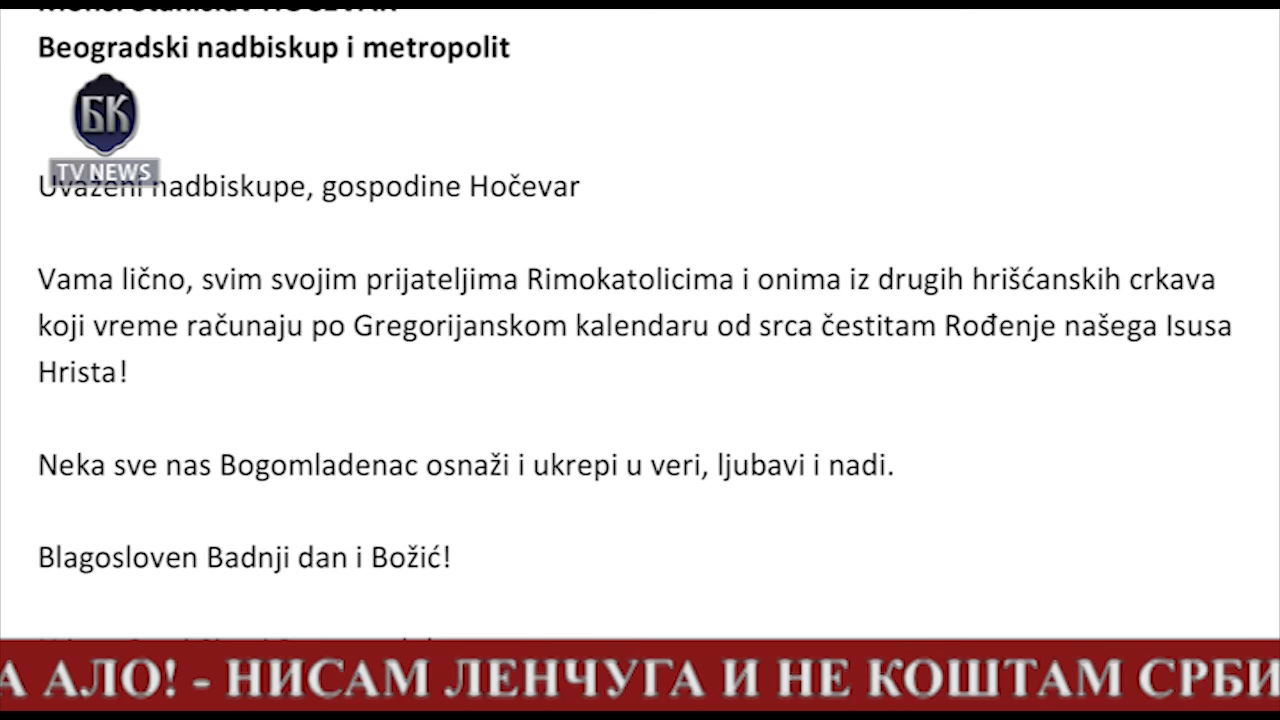 Beogradski nadbiskup i metropolit
БК
TV NEWS
Uvaženi nadbiskupe, gospodine Hočevar
Vama lično, svim svojim prijateljima Rimokatolicima i onima iz drugih hrišćanskih crkava
koji vreme računaju po Gregorijanskom kalendaru od srca čestitam Rođenje našega Isusa
Hrista!
Neka sve nas Bogomladenac osnaži i ukrepi u veri, ljubavi i nadi.
Blagosloven Badnji dan i Božić!
А АЛО! - НИСАМ ЛЕНЧУГА И НЕ КОШТАМ СРБИ